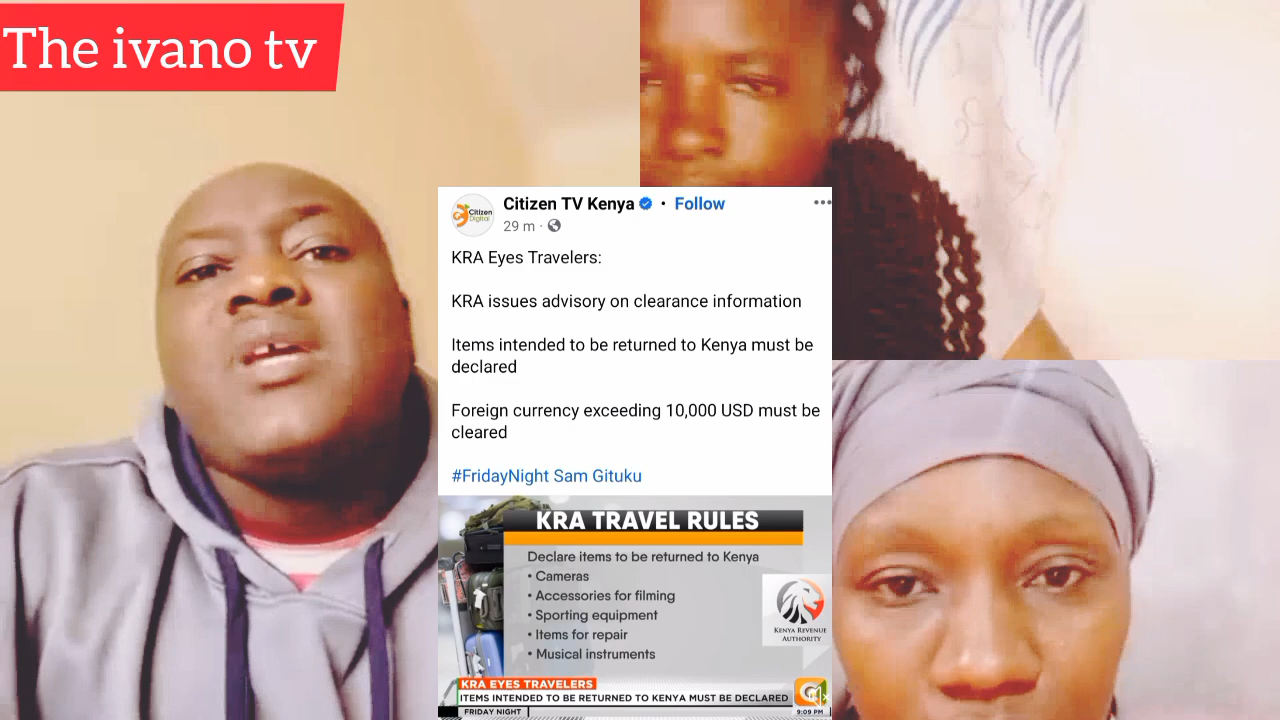 The ivano tv
Citizen
Digital
Citizen TV Kenya · Follow
29 m ·
KRA Eyes Travelers:
KRA issues advisory on clearance information
Items intended to be returned to Kenya must be
declared
Foreign currency exceeding 10,000 USD must be
cleared
#FridayNight Sam Gituku
KRA TRAVEL RULES
Declare items to be returned to Kenya
• Cameras
• Accessories for filming
• Sporting equipment
• Items for repair
• Musical instruments
KENYA REVENUE
AUTHORITY
KRA EYES TRAVELERS
ITEMS INTENDED TO BE RETURNED TO KENYA MUST BE DECLARED
FRIDAY NIGHT
9:09 PM